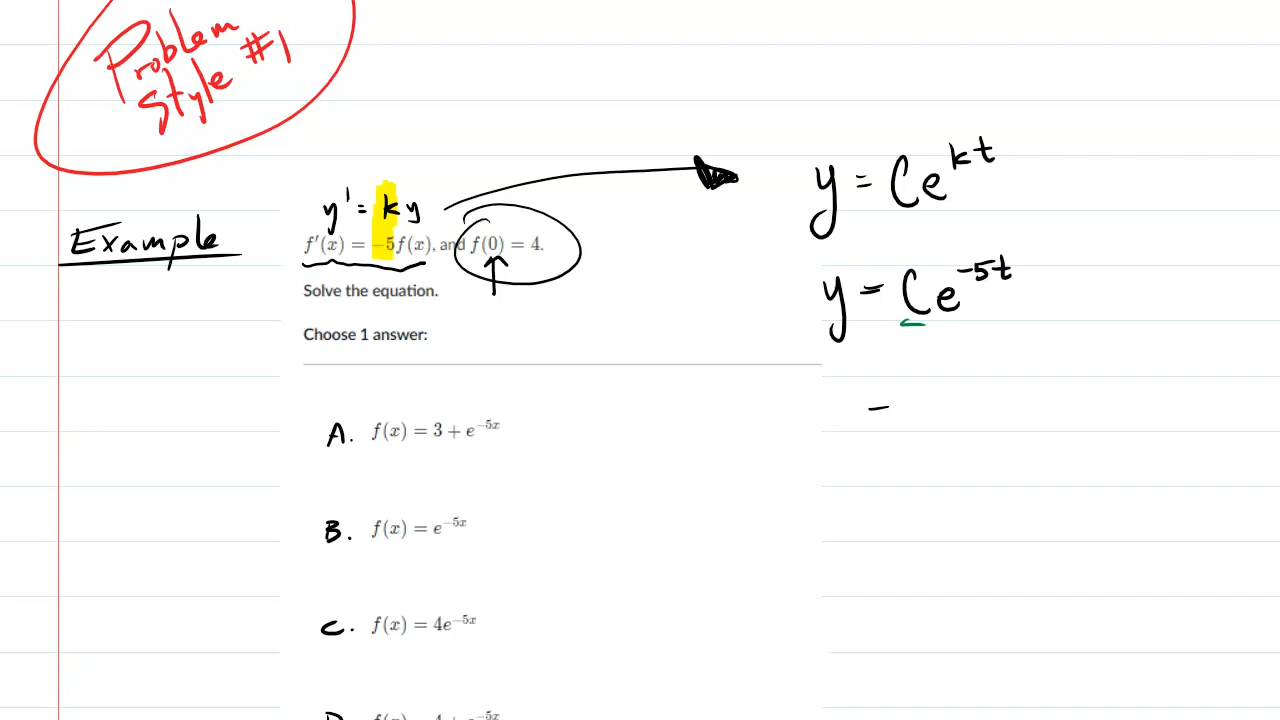 Problem
Style #1
Example
y' = ky
f'(x) = −5f(x), and f(0) = 4.
Solve the equation.
Choose 1 answer:
A. f(x) = 3 + e^{−5x}
B. f(x) = e^{−5x}
C. f(x) = 4e^{−5x}
y = Ce^{kt}
y = Ce^{−5t}